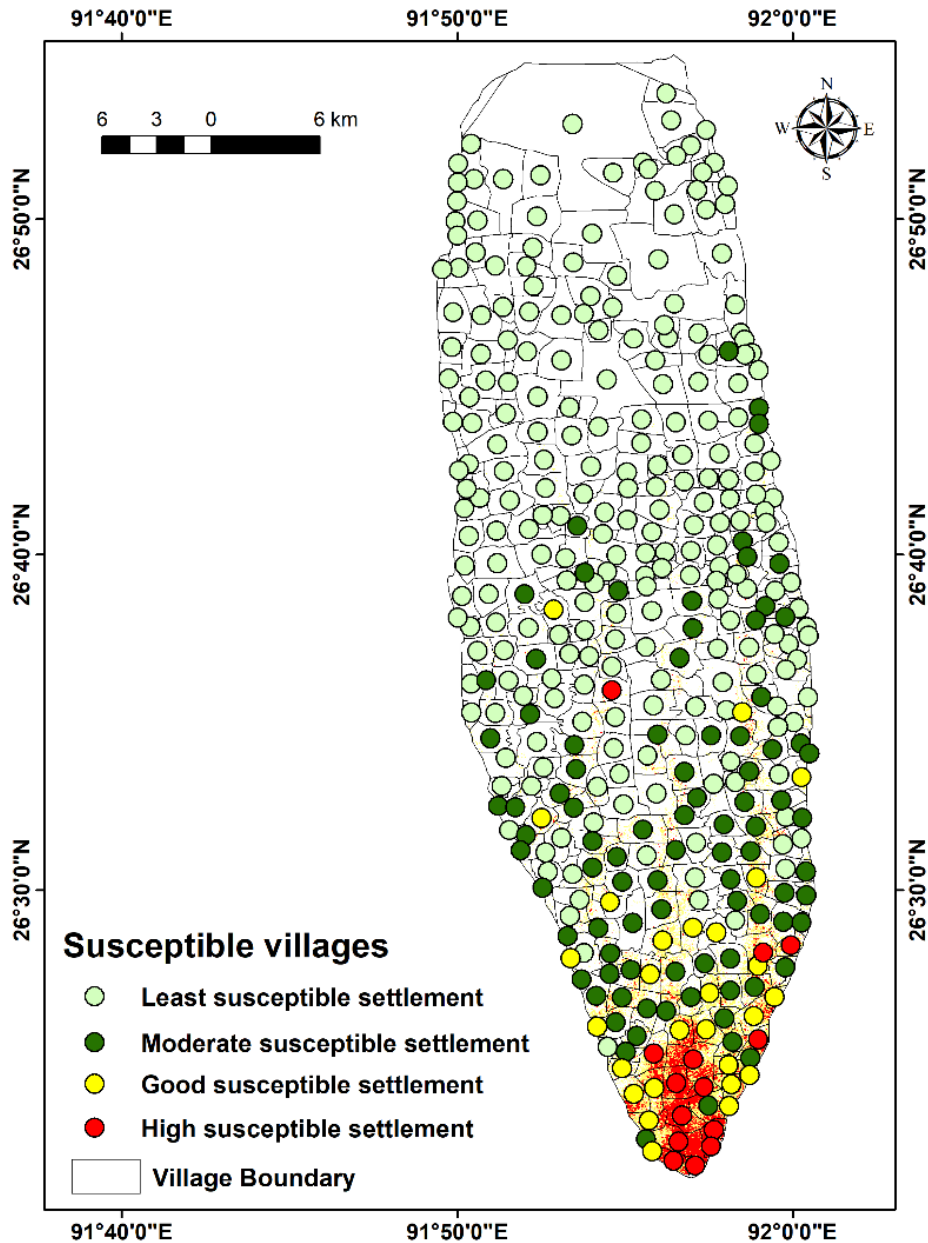 91°40'0"E 91°50'0"E 92°0'0"E
6 3 0 6 km
N
W E
S
26°50'0"N 26°50'0"N
26°40'0"N 26°40'0"N
26°30'0"N 26°30'0"N
Susceptible villages
Least susceptible settlement
Moderate susceptible settlement
Good susceptible settlement
High susceptible settlement
Village Boundary
91°40'0"E 91°50'0"E 92°0'0"E